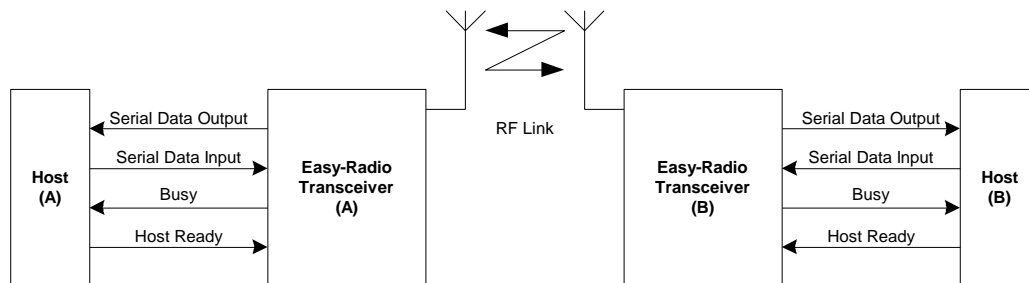 Serial Data Output
Serial Data Input
Busy
Host Ready
Host
(A)
Easy-Radio
Transceiver
(A)
RF Link
Easy-Radio
Transceiver
(B)
Serial Data Output
Serial Data Input
Busy
Host Ready
Host
(B)